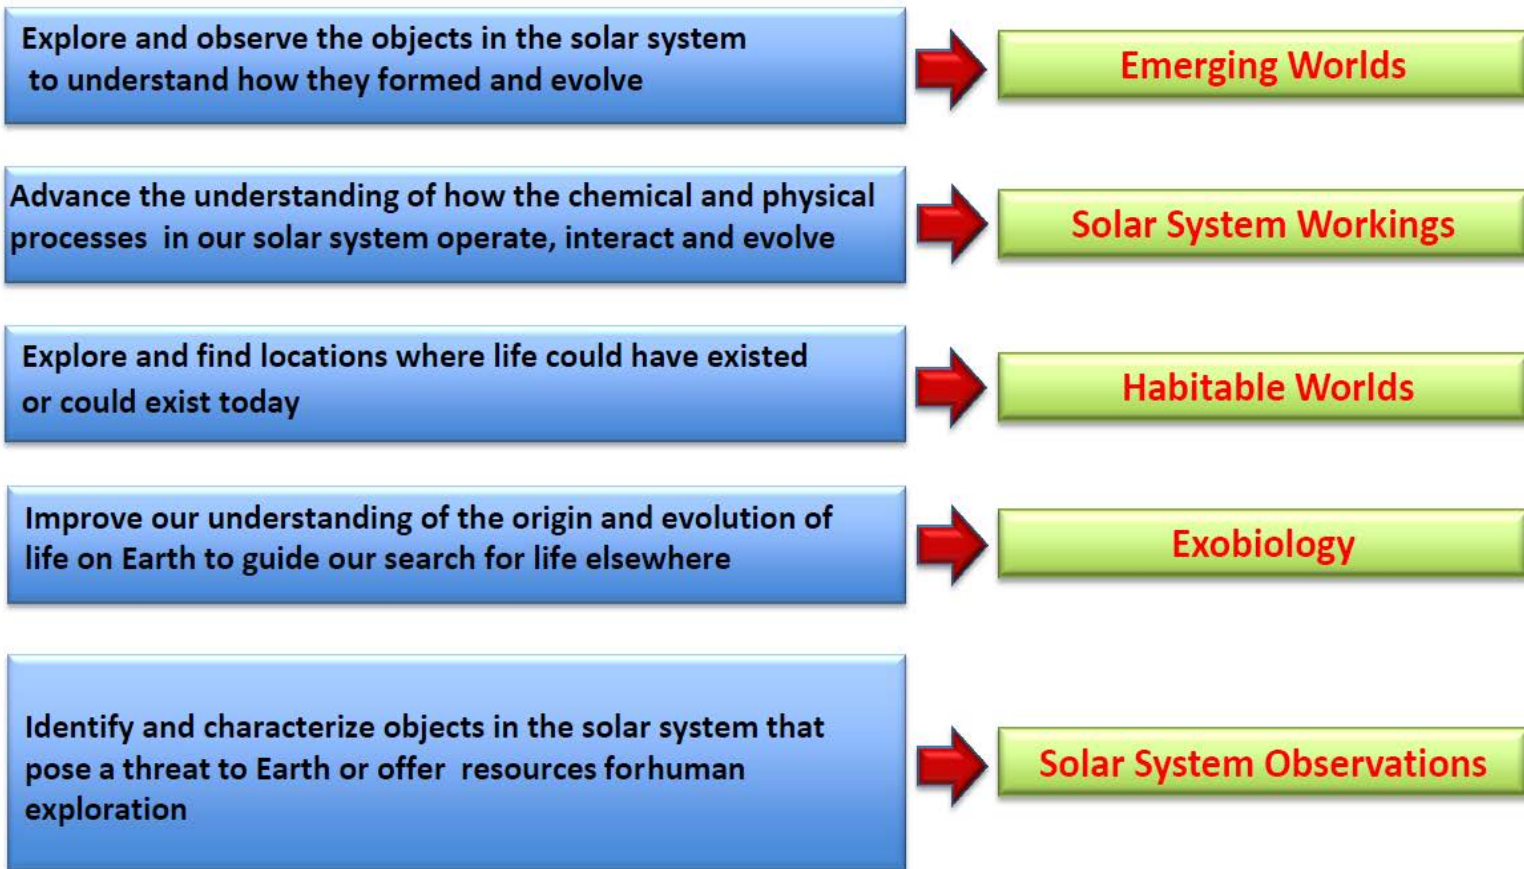 Explore and observe the objects in the solar system
to understand how they formed and evolve
Emerging Worlds
Advance the understanding of how the chemical and physical
processes in our solar system operate, interact and evolve
Solar System Workings
Explore and find locations where life could have existed
or could exist today
Habitable Worlds
Improve our understanding of the origin and evolution of
life on Earth to guide our search for life elsewhere
Exobiology
Identify and characterize objects in the solar system that
pose a threat to Earth or offer resources forhuman
exploration
Solar System Observations